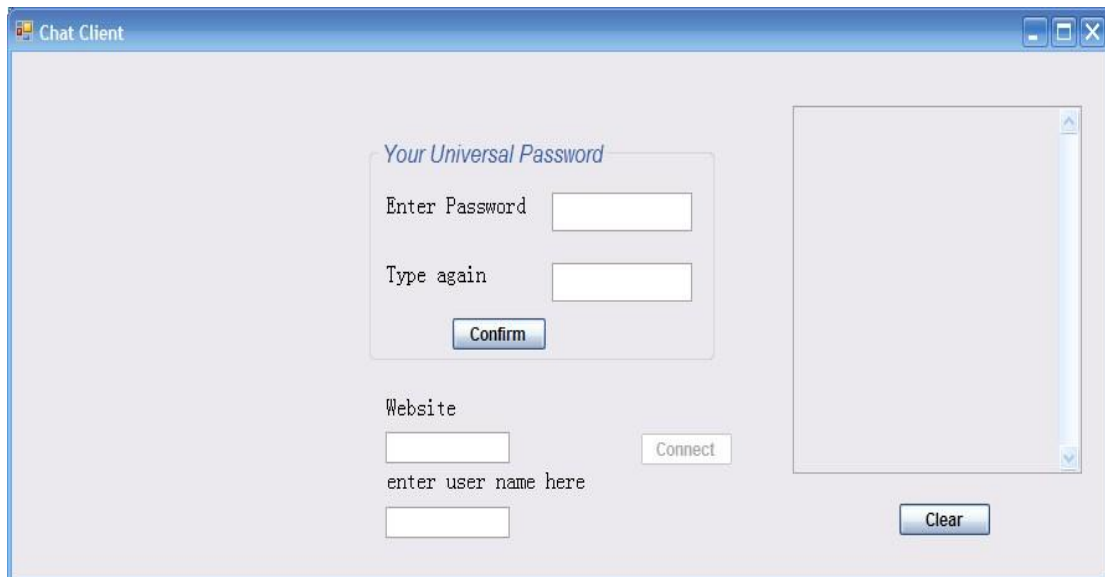 Chat Client
Your Universal Password
Enter Password
Type again
Confirm
Website
Connect
enter user name here
Clear